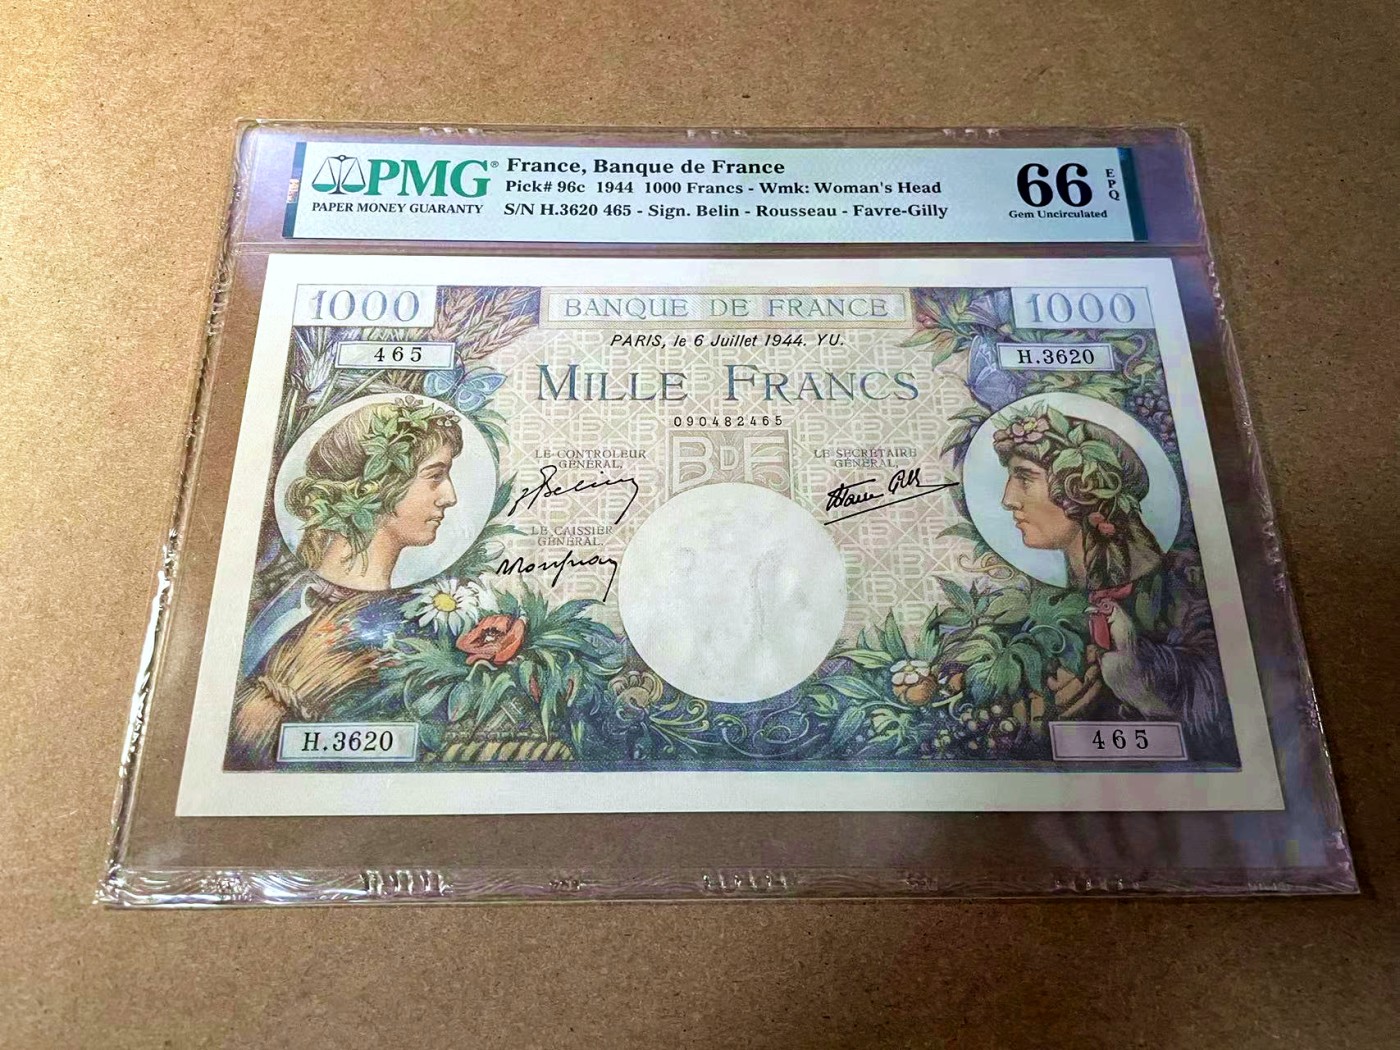 PMG®
PAPER MONEY GUARANTY
France, Banque de France
Pick# 96c 1944 1000 Francs - Wmk: Woman's Head
S/N H.3620 465 - Sign. Belin - Rousseau - Favre-Gilly
66
EPQ
Gem Uncirculated
1000
BANQUE DE FRANCE
1000
PARIS, le 6 Juillet 1944. YU.
465
H.3620
MILLE FRANCS
090482465
BDF
LE CONTROLEUR
GÉNÉRAL,
LE SECRÉTAIRE
GÉNÉRAL,
LE CAISSIER
GÉNÉRAL,
H.3620
465